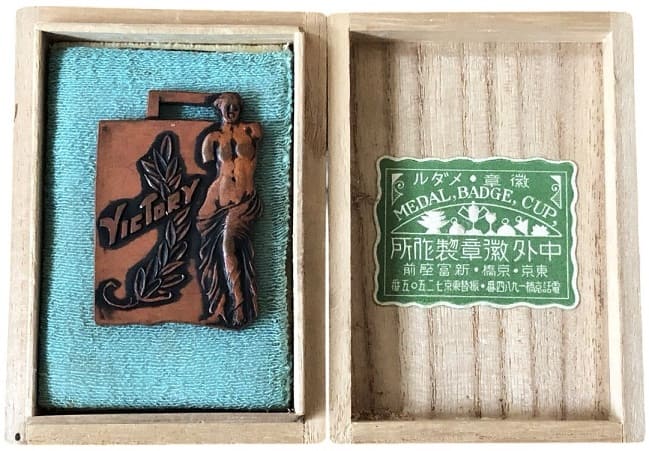 VICTORY
徽章・メダル
MEDAL, BADGE, CUP.
中外徽章製作所
東京・京橋・新富座前
電話京橋一九八四番・振替東京七二五〇五番